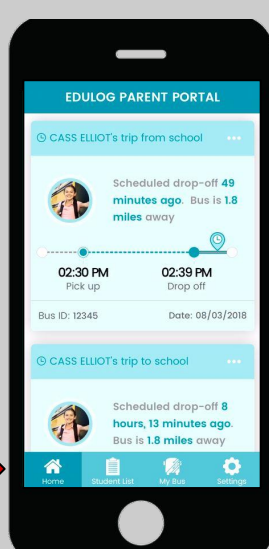 EDULOG PARENT PORTAL
CASS ELLIOT's trip from school
Scheduled drop-off 49
minutes ago. Bus is 1.8
miles away
02:30 PM 02:39 PM
Pick up Drop off
Bus ID: 12345 Date: 08/03/2018
CASS ELLIOT's trip to school
Scheduled drop-off 8
hours, 13 minutes ago.
Bus is 1.8 miles away
Home Student List My Bus Settings